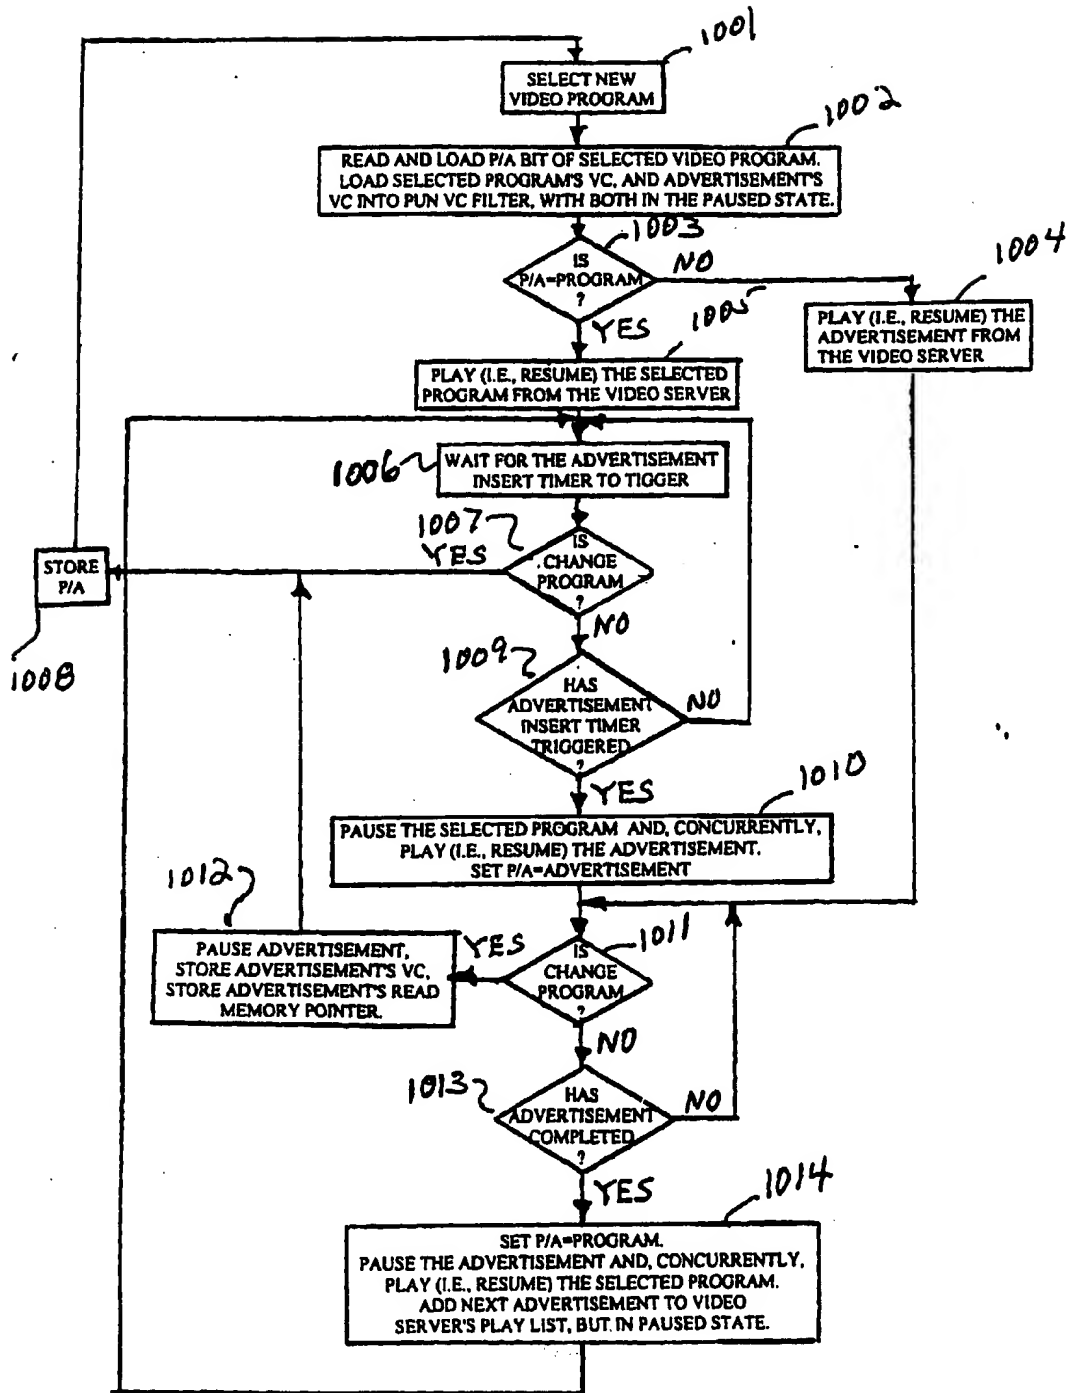 1001
SELECT NEW
VIDEO PROGRAM
1002
READ AND LOAD P/A BIT OF SELECTED VIDEO PROGRAM.
LOAD SELECTED PROGRAM'S VC, AND ADVERTISEMENT'S
VC INTO PUN VC FILTER, WITH BOTH IN THE PAUSED STATE.
1003
IS
P/A=PROGRAM
?
NO
YES
1004
PLAY (I.E., RESUME) THE
ADVERTISEMENT FROM
THE VIDEO SERVER
1005
PLAY (I.E., RESUME) THE SELECTED
PROGRAM FROM THE VIDEO SERVER
1006
WAIT FOR THE ADVERTISEMENT
INSERT TIMER TO TIGGER
1007
IS
CHANGE
PROGRAM
?
YES
NO
STORE
P/A
1008
1009
HAS
ADVERTISEMENT
INSERT TIMER
TRIGGERED
?
NO
YES
1010
PAUSE THE SELECTED PROGRAM AND, CONCURRENTLY,
PLAY (I.E., RESUME) THE ADVERTISEMENT.
SET P/A=ADVERTISEMENT
1011
IS
CHANGE
PROGRAM
?
YES
NO
1012
PAUSE ADVERTISEMENT,
STORE ADVERTISEMENT'S VC,
STORE ADVERTISEMENT'S READ
MEMORY POINTER.
1013
HAS
ADVERTISEMENT
COMPLETED
?
NO
YES
1014
SET P/A=PROGRAM.
PAUSE THE ADVERTISEMENT AND, CONCURRENTLY,
PLAY (I.E., RESUME) THE SELECTED PROGRAM.
ADD NEXT ADVERTISEMENT TO VIDEO
SERVER'S PLAY LIST, BUT IN PAUSED STATE.